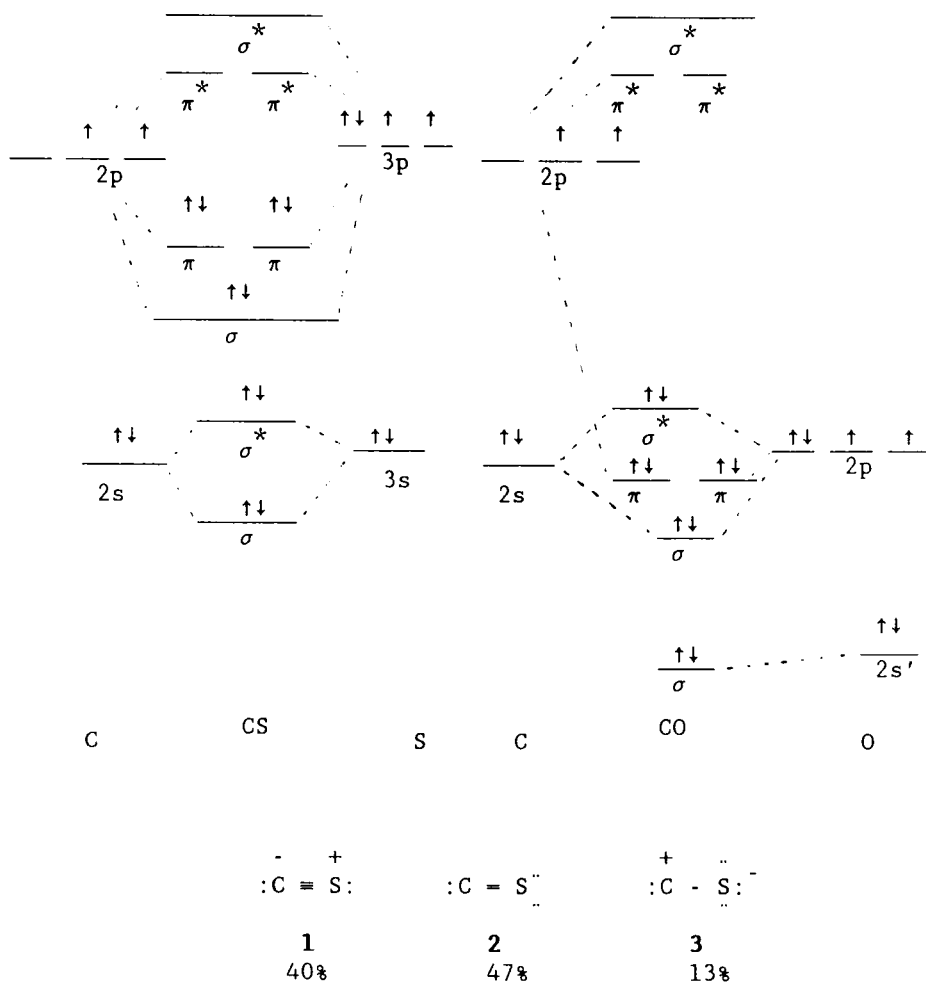 σ* σ*
π* π* π* π*
↑ ↑ ↑↓ ↑ ↑ ↑ ↑
2p 3p 2p
↑↓ ↑↓
π π
↑↓
σ
↑↓ ↑↓
σ* σ*
↑↓ ↑↓ ↑↓ ↑↓ ↑ ↑
2s 3s 2s 2p
↑↓ ↑↓
π π
↑↓ ↑↓
σ σ
↑↓ ↑↓
σ 2s'
C CS S C CO O
- + + ..
:C ≡ S: :C = S¨ :C - S:-
.. ..
1 2 3
40% 47% 13%